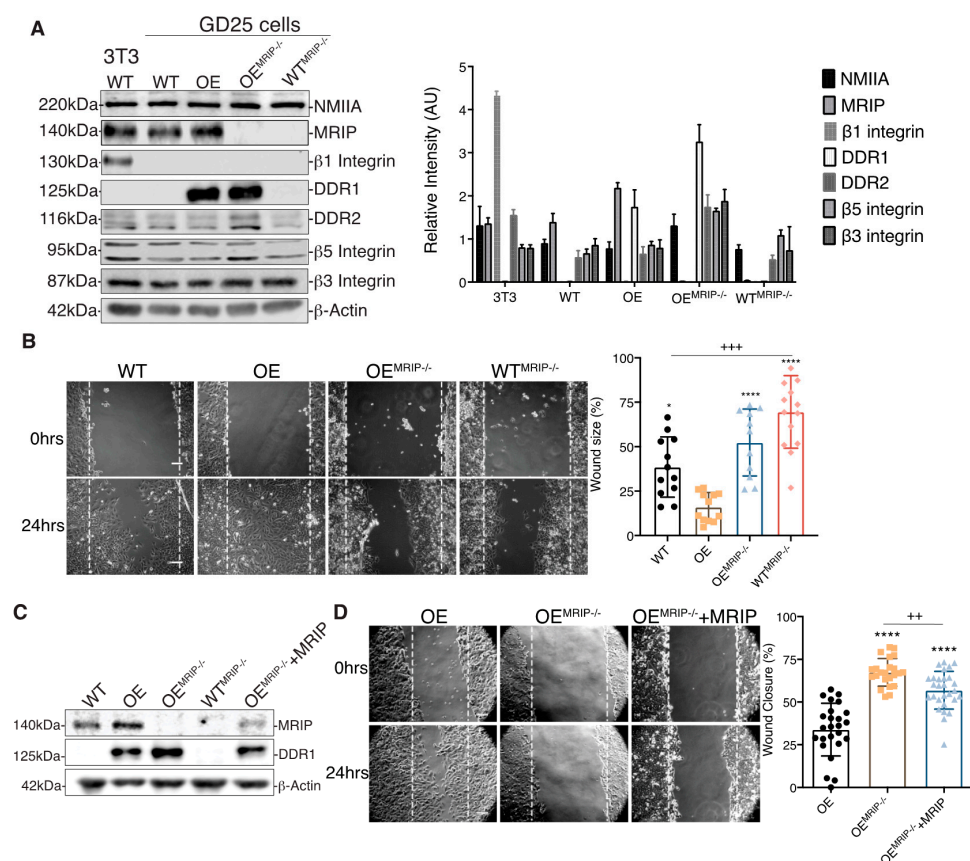 A
GD25 cells
3T3
WT WT OE OE^MRIP-/- WT^MRIP-/-
220kDa NMIIA
140kDa MRIP
130kDa β1 Integrin
125kDa DDR1
116kDa DDR2
95kDa β5 Integrin
87kDa β3 Integrin
42kDa β-Actin
Relative Intensity (AU)
5
4
3
2
1
0
3T3 WT OE OE^MRIP-/- WT^MRIP-/-
NMIIA
MRIP
β1 integrin
DDR1
DDR2
β5 integrin
β3 integrin
B
WT OE OE^MRIP-/- WT^MRIP-/-
0hrs
24hrs
Wound size (%)
100
75
50
25
0
+++
* **** ****
WT OE OE^MRIP-/- WT^MRIP-/-
C
WT OE OE^MRIP-/- WT^MRIP-/- OE^MRIP-/-+MRIP
140kDa MRIP
125kDa DDR1
42kDa β-Actin
D
OE OE^MRIP-/- OE^MRIP-/-+MRIP
0hrs
24hrs
Wound Closure (%)
100
75
50
25
0
++
**** ****
OE OE^MRIP-/- OE^MRIP-/-+MRIP